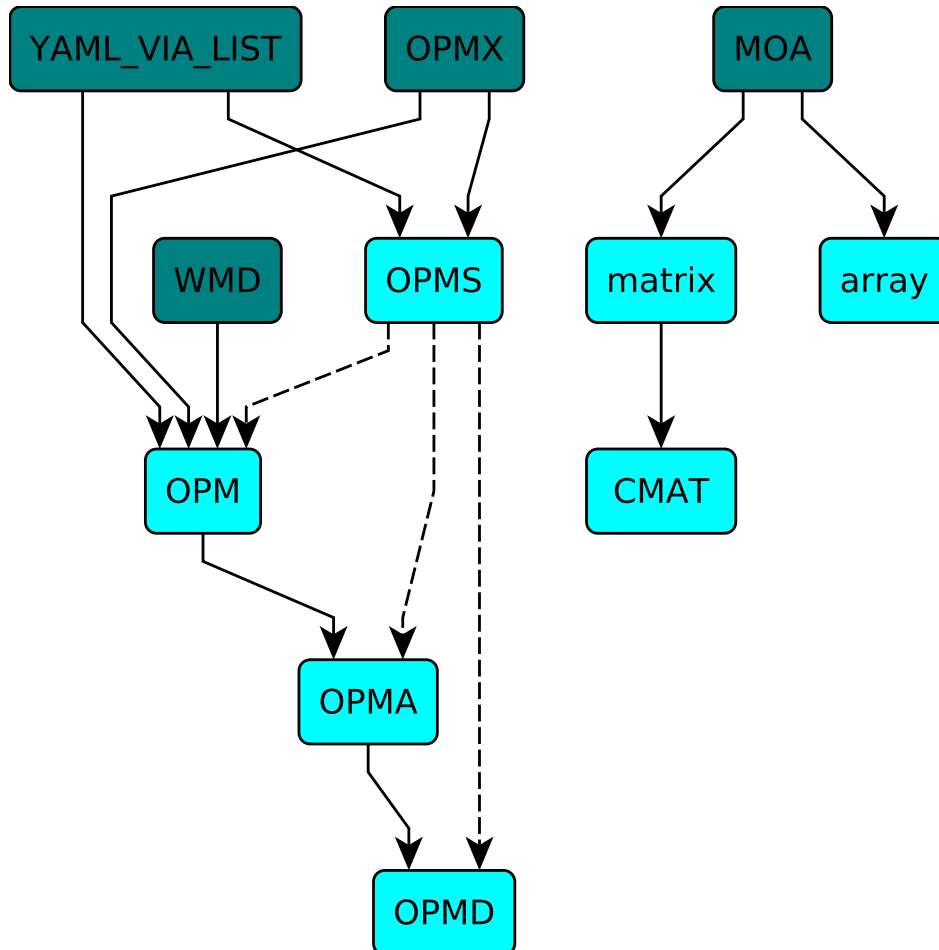 YAML_VIA_LIST
OPMX
MOA
WMD
OPMS
matrix
array
OPM
CMAT
OPMA
OPMD